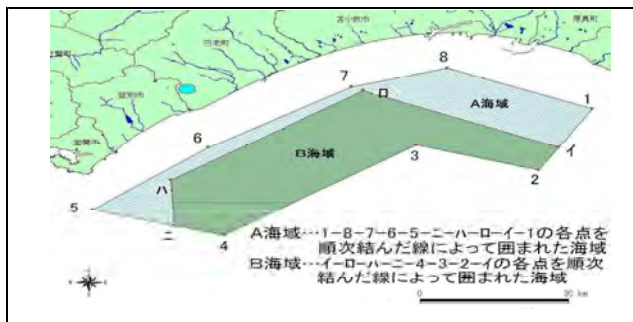 苫小牧市
厚真町
白老町
登別市
室蘭市
8
7
ロ
A海域
1
6
イ
B海域
3
2
ハ
5
ニ
4
A海域…1-8-7-6-5-ニ-ハ-ロ-イ-1の各点を
順次結んだ線によって囲まれた海域
B海域…イ-ロ-ハ-ニ-4-3-2-イの各点を順次
結んだ線によって囲まれた海域
0